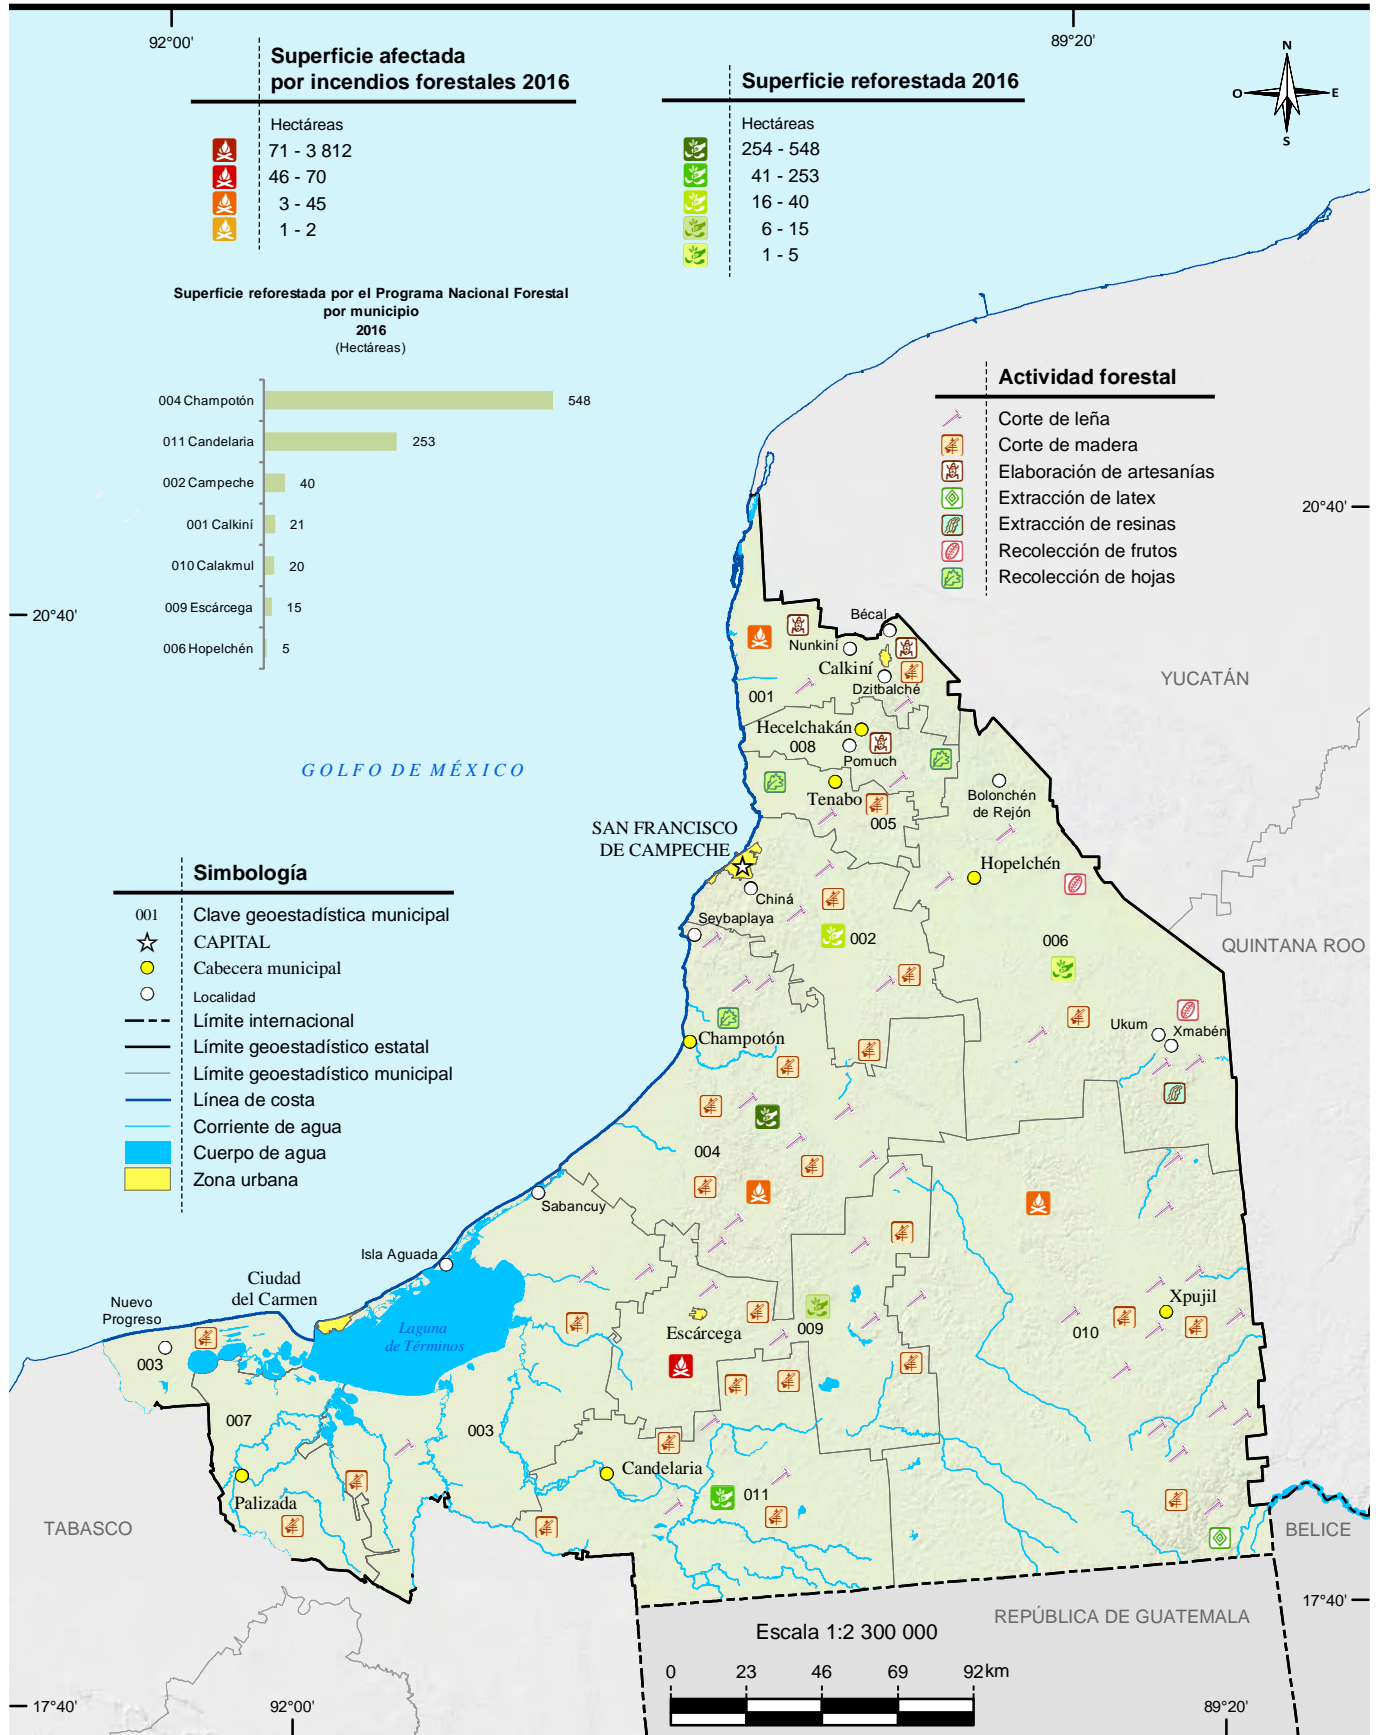 92°00'
89°20'
Superficie afectada
por incendios forestales 2016
Hectáreas
71 - 3 812
46 - 70
3 - 45
1 - 2
Superficie reforestada 2016
Hectáreas
254 - 548
41 - 253
16 - 40
6 - 15
1 - 5
N
O
E
S
Superficie reforestada por el Programa Nacional Forestal
por municipio
2016
(Hectáreas)
004 Champotón 548
011 Candelaria 253
002 Campeche 40
001 Calkiní 21
010 Calakmul 20
009 Escárcega 15
006 Hopelchén 5
Actividad forestal
Corte de leña
Corte de madera
Elaboración de artesanías
Extracción de latex
Extracción de resinas
Recolección de frutos
Recolección de hojas
20°40'
20°40'
Bécal
Nunkiní
Calkiní
Dzitbalché
001
YUCATÁN
Hecelchakán
008
Pomuch
GOLFO DE MÉXICO
Tenabo
005
Bolonchén
de Rejón
SAN FRANCISCO
DE CAMPECHE
Hopelchén
Chiná
Seybaplaya
002
006
QUINTANA ROO
Simbología
001 Clave geoestadística municipal
CAPITAL
Cabecera municipal
Localidad
Límite internacional
Límite geoestadístico estatal
Límite geoestadístico municipal
Línea de costa
Corriente de agua
Cuerpo de agua
Zona urbana
Ukum
Xmabén
Champotón
004
Sabancuy
Isla Aguada
Ciudad
del Carmen
Nuevo
Progreso
003
Laguna
de Términos
Escárcega
009
Xpujil
010
007
003
Candelaria
011
Palizada
TABASCO
BELICE
17°40'
REPÚBLICA DE GUATEMALA
Escala 1:2 300 000
0 23 46 69 92 km
17°40'
92°00'
89°20'